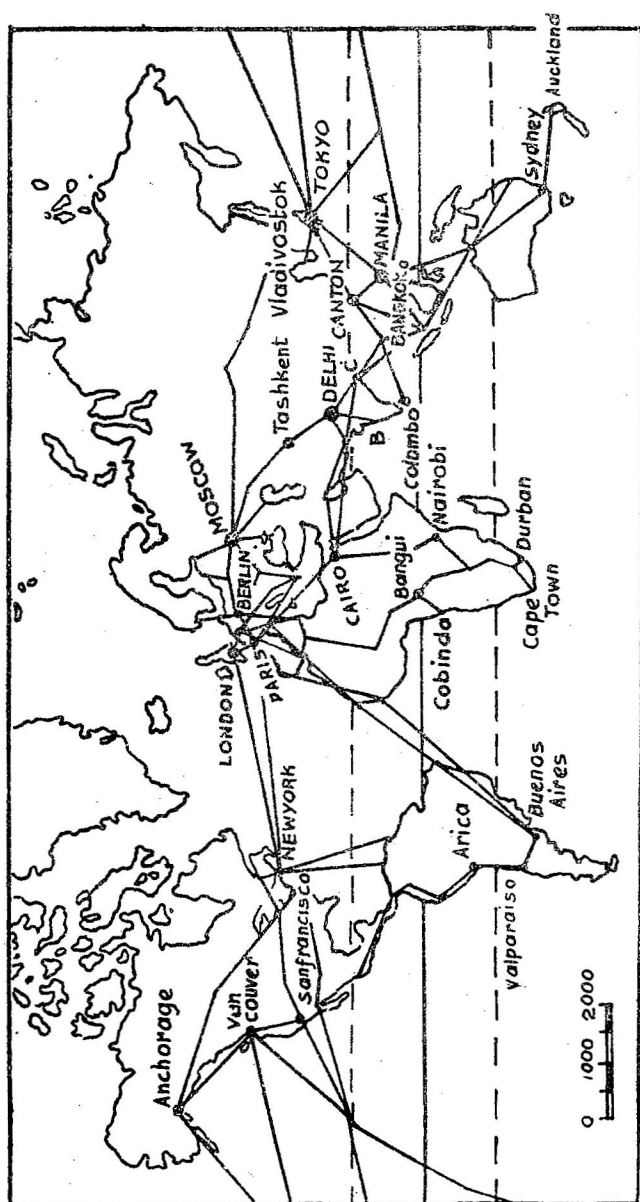 Anchorage
Van
couver
Sanfrancisco
NEWYORK
LONDON
PARIS
BERLIN
MOSCOW
Tashkent
Vladivostok
TOKYO
DELHI
CANTON
MANILA
BANGKOK
CAIRO
B
C
Colombo
Bangui
Nairobi
Cobinda
Durban
Cape
Town
Arica
Valparaiso
Buenos
Aires
Sydney
Auckland
0 1000 2000